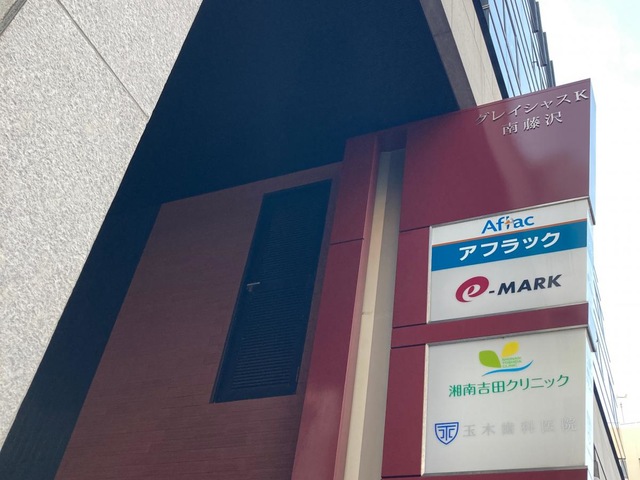 グレイシャスK
南藤沢
Aflac
アフラック
e-MARK
湘南吉田クリニック
玉木歯科医院